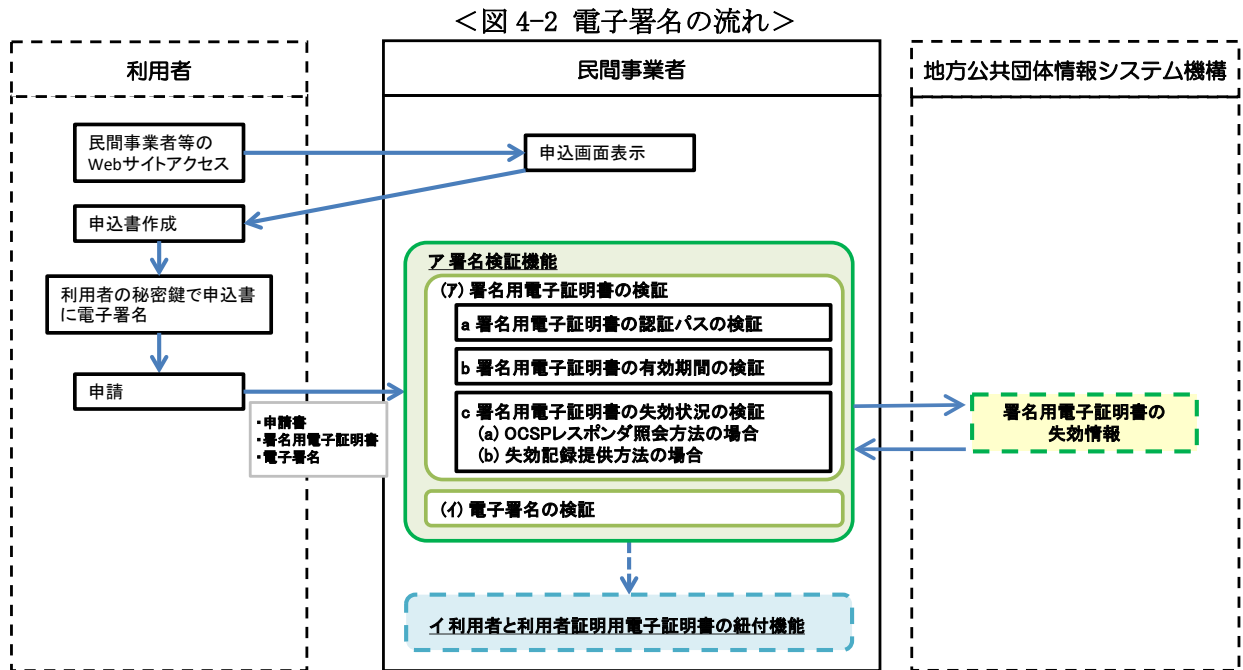 ＜図 4-2 電子署名の流れ＞
利用者
民間事業者
地方公共団体情報システム機構
民間事業者等の
Webサイトアクセス
申込画面表示
申込書作成
利用者の秘密鍵で申込書
に電子署名
申請
・申請書
・署名用電子証明書
・電子署名
ア 署名検証機能
(ア) 署名用電子証明書の検証
a 署名用電子証明書の認証パスの検証
b 署名用電子証明書の有効期間の検証
c 署名用電子証明書の失効状況の検証
(a) OCSPレスポンダ照会方法の場合
(b) 失効記録提供方法の場合
(イ) 電子署名の検証
署名用電子証明書の
失効情報
イ 利用者と利用者証明用電子証明書の紐付機能